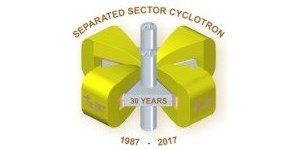 SEPARATED SECTOR CYCLOTRON
30 YEARS
1987 - 2017